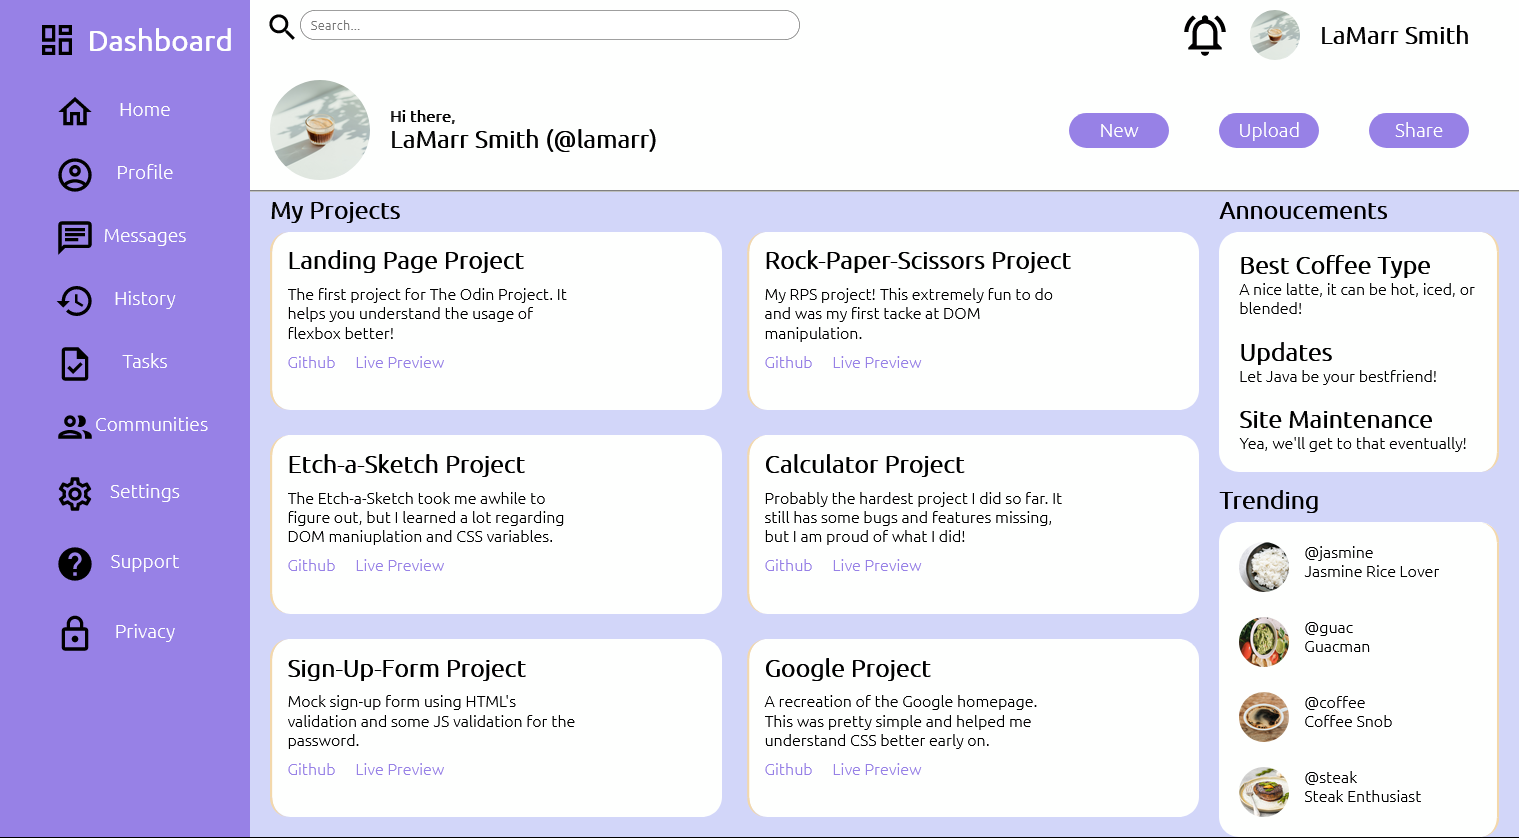 Dashboard
Home
Profile
Messages
History
Tasks
Communities
Settings
Support
Privacy
Search...
LaMarr Smith
Hi there,
LaMarr Smith (@lamarr)
New
Upload
Share
My Projects
Landing Page Project
The first project for The Odin Project. It
helps you understand the usage of
flexbox better!
Github Live Preview
Rock-Paper-Scissors Project
My RPS project! This extremely fun to do
and was my first tacke at DOM
manipulation.
Github Live Preview
Etch-a-Sketch Project
The Etch-a-Sketch took me awhile to
figure out, but I learned a lot regarding
DOM maniuplation and CSS variables.
Github Live Preview
Calculator Project
Probably the hardest project I did so far. It
still has some bugs and features missing,
but I am proud of what I did!
Github Live Preview
Sign-Up-Form Project
Mock sign-up form using HTML's
validation and some JS validation for the
password.
Github Live Preview
Google Project
A recreation of the Google homepage.
This was pretty simple and helped me
understand CSS better early on.
Github Live Preview
Annoucements
Best Coffee Type
A nice latte, it can be hot, iced, or
blended!
Updates
Let Java be your bestfriend!
Site Maintenance
Yea, we'll get to that eventually!
Trending
@jasmine
Jasmine Rice Lover
@guac
Guacman
@coffee
Coffee Snob
@steak
Steak Enthusiast